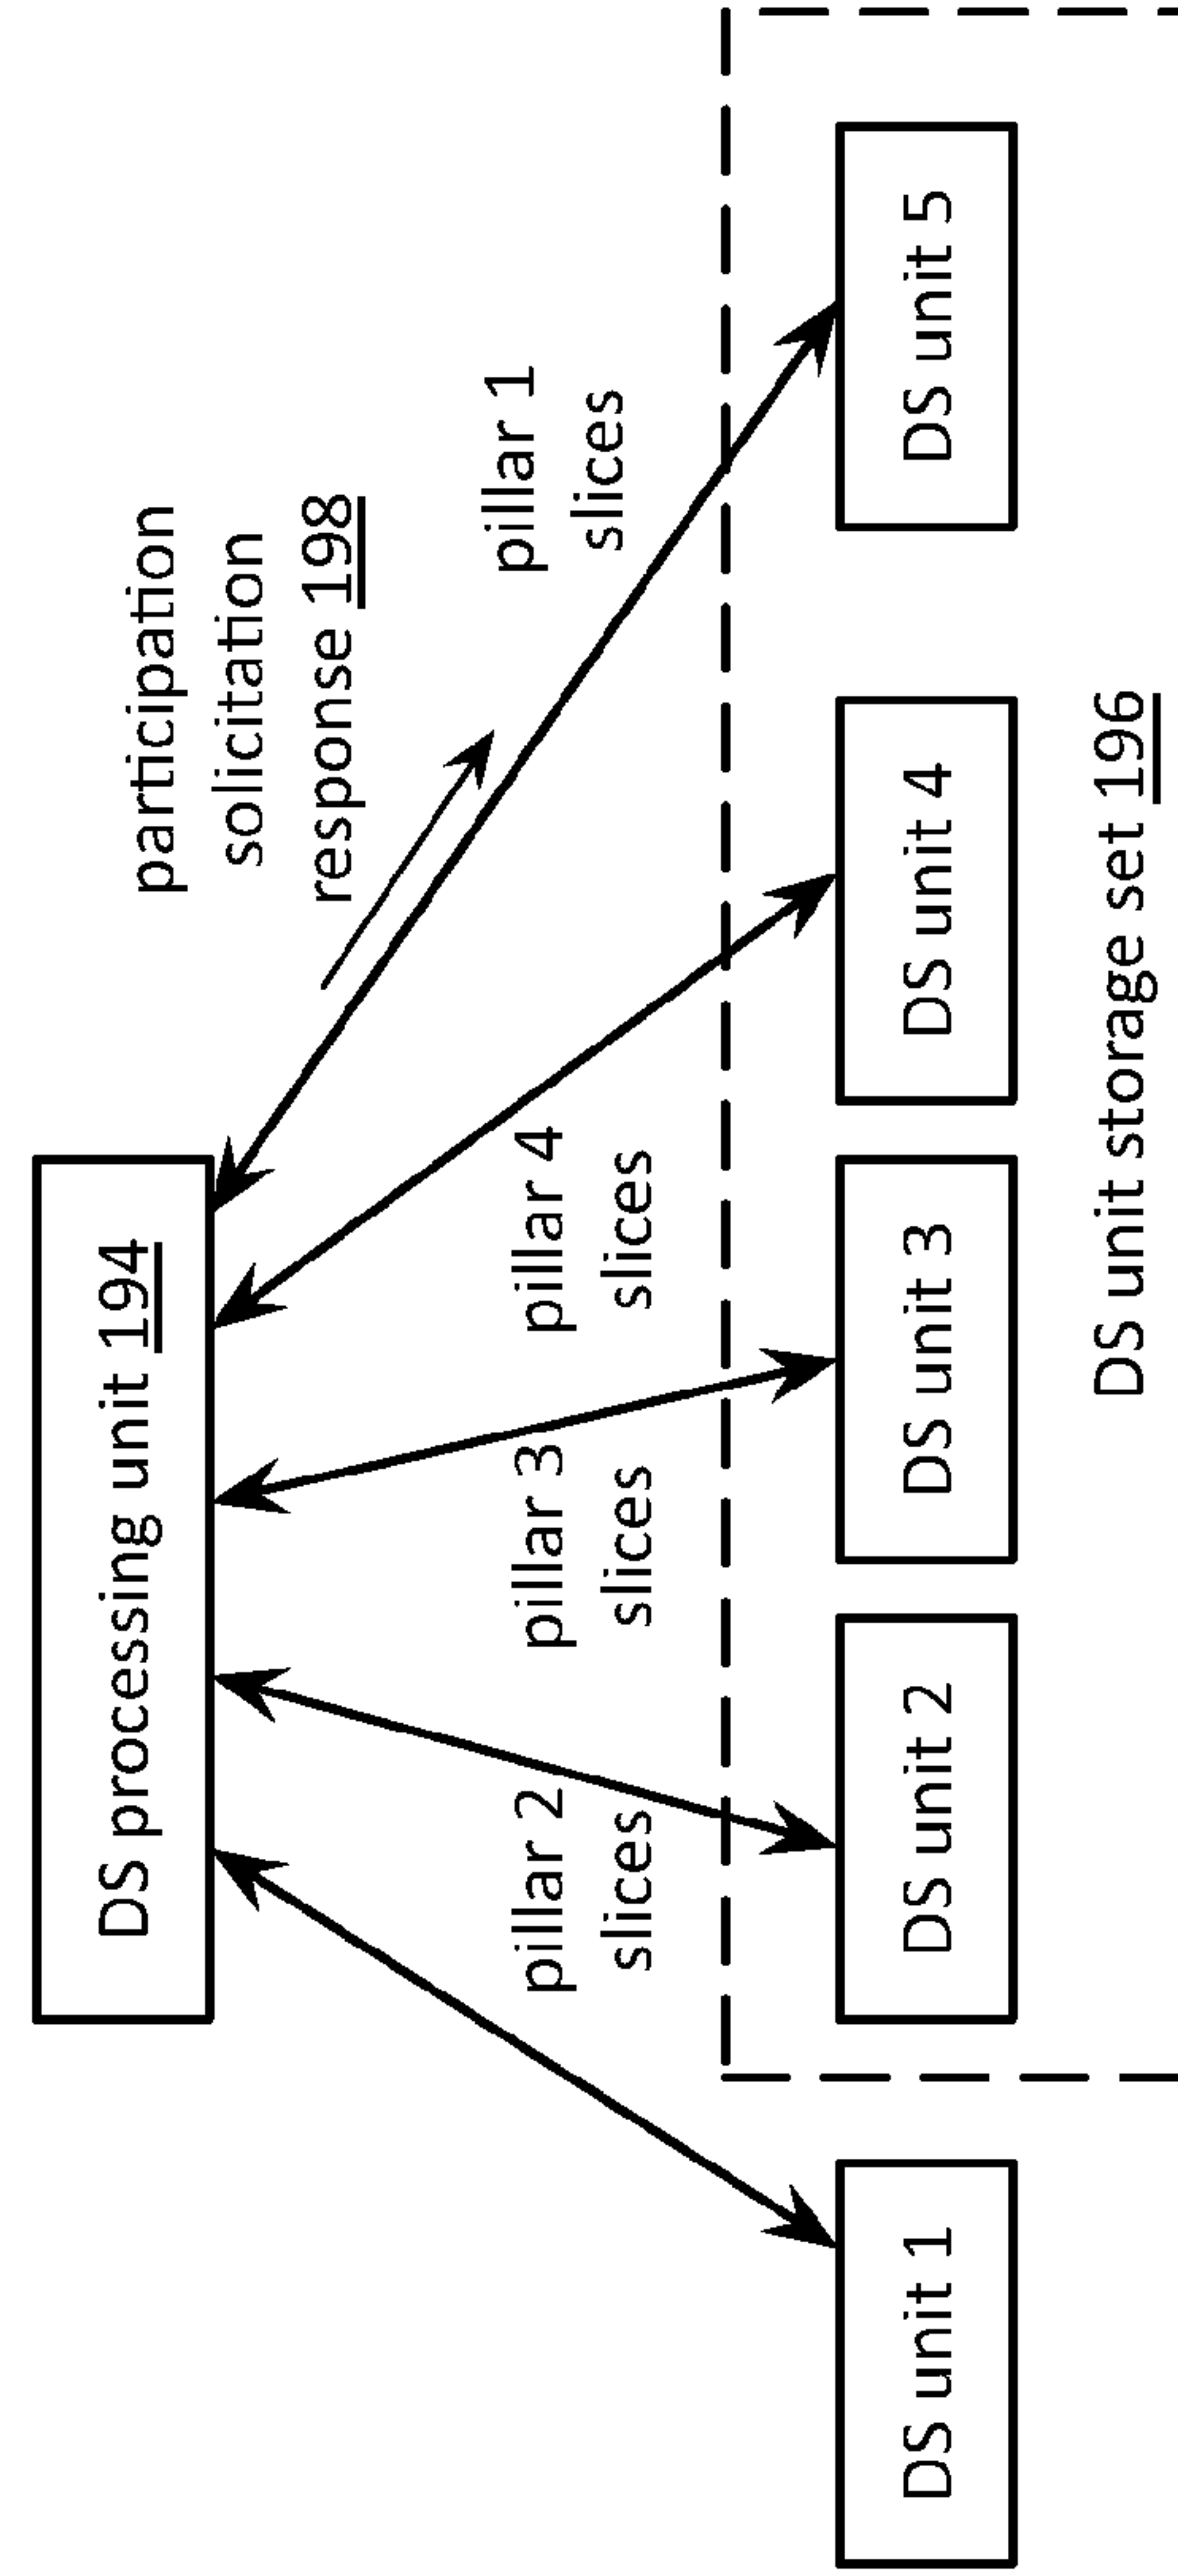 DS processing unit 194
participation
solicitation
response 198
pillar 1
slices
pillar 2
slices
pillar 3
slices
pillar 4
slices
DS unit 1
DS unit 2
DS unit 3
DS unit 4
DS unit 5
DS unit storage set 196